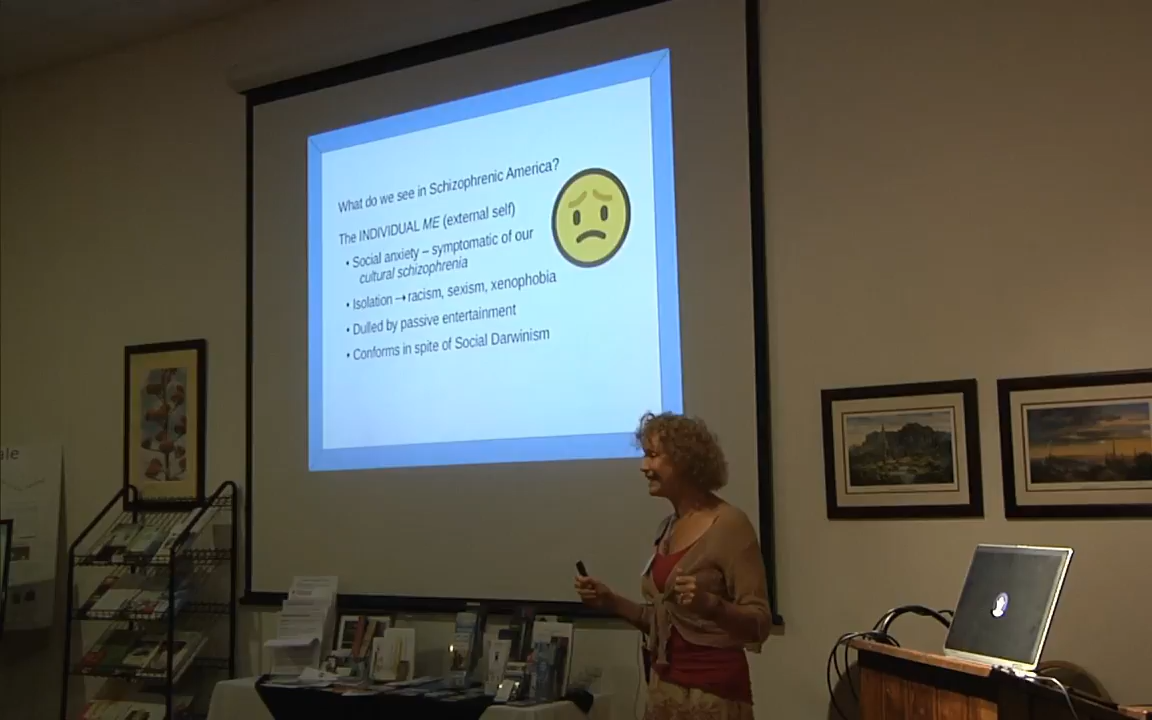 What do we see in Schizophrenic America?
The INDIVIDUAL ME (external self)
• Social anxiety – symptomatic of our
cultural schizophrenia
• Isolation → racism, sexism, xenophobia
• Dulled by passive entertainment
• Conforms in spite of Social Darwinism
ale